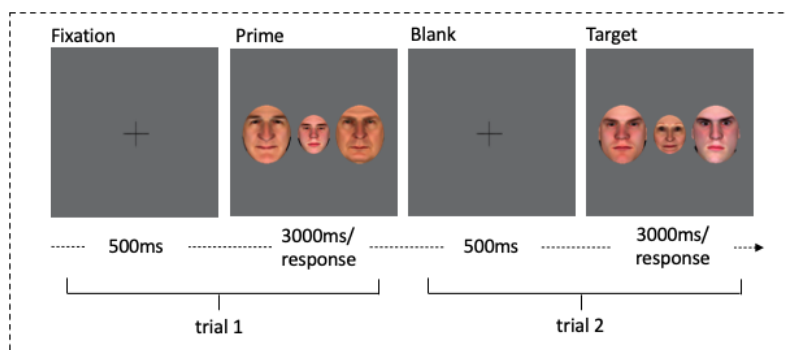 Fixation
Prime
Blank
Target
500ms
3000ms/
response
500ms
3000ms/
response
trial 1
trial 2